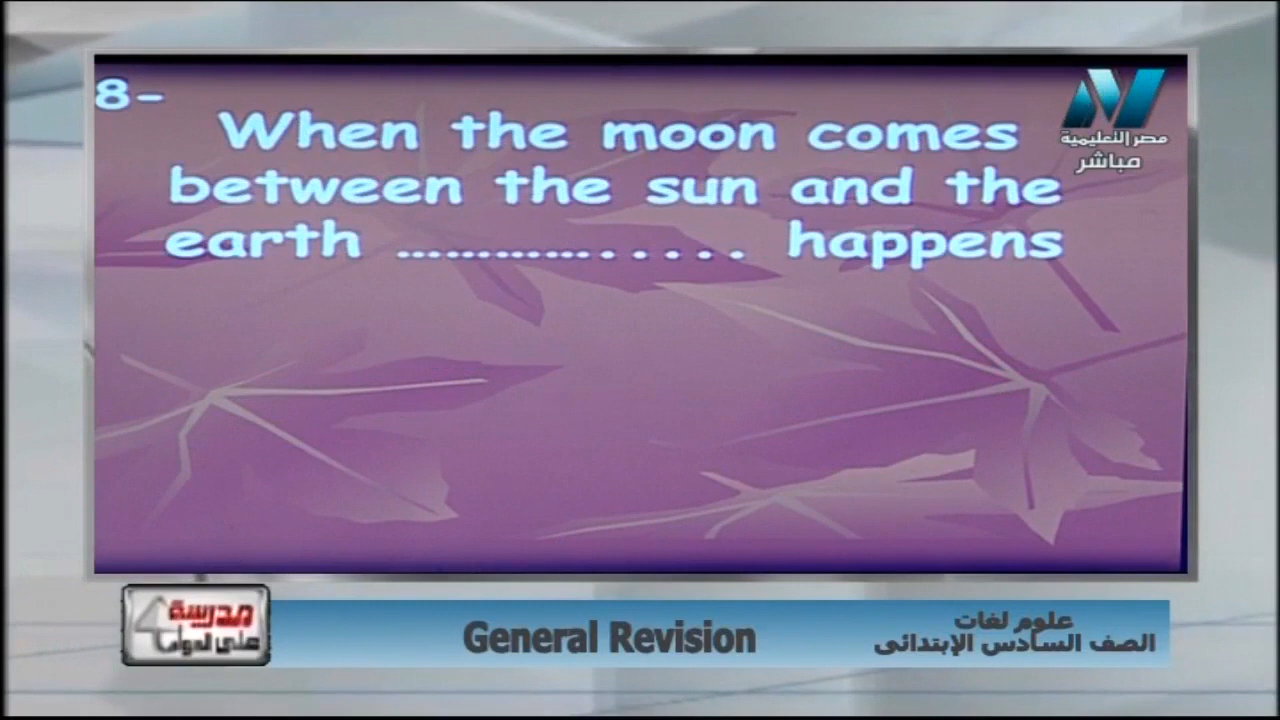 8-
When the moon comes
between the sun and the
earth ................. happens
مصر التعليمية
مباشر
مدرسة
على الهواء
General Revision
علوم لغات
الصف السادس الإبتدائى